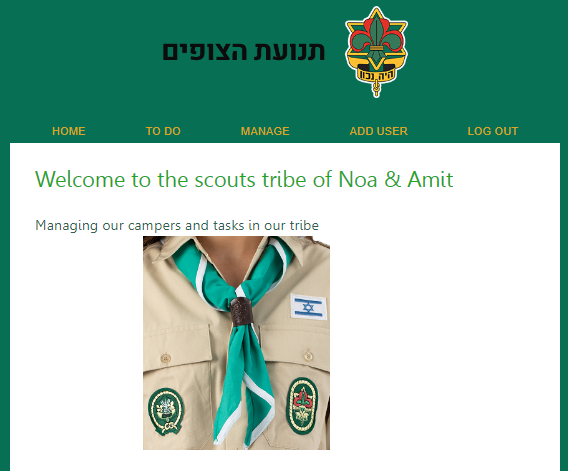 תנועת הצופים
היה נכון
HOME TO DO MANAGE ADD USER LOG OUT
Welcome to the scouts tribe of Noa & Amit
Managing our campers and tasks in our tribe